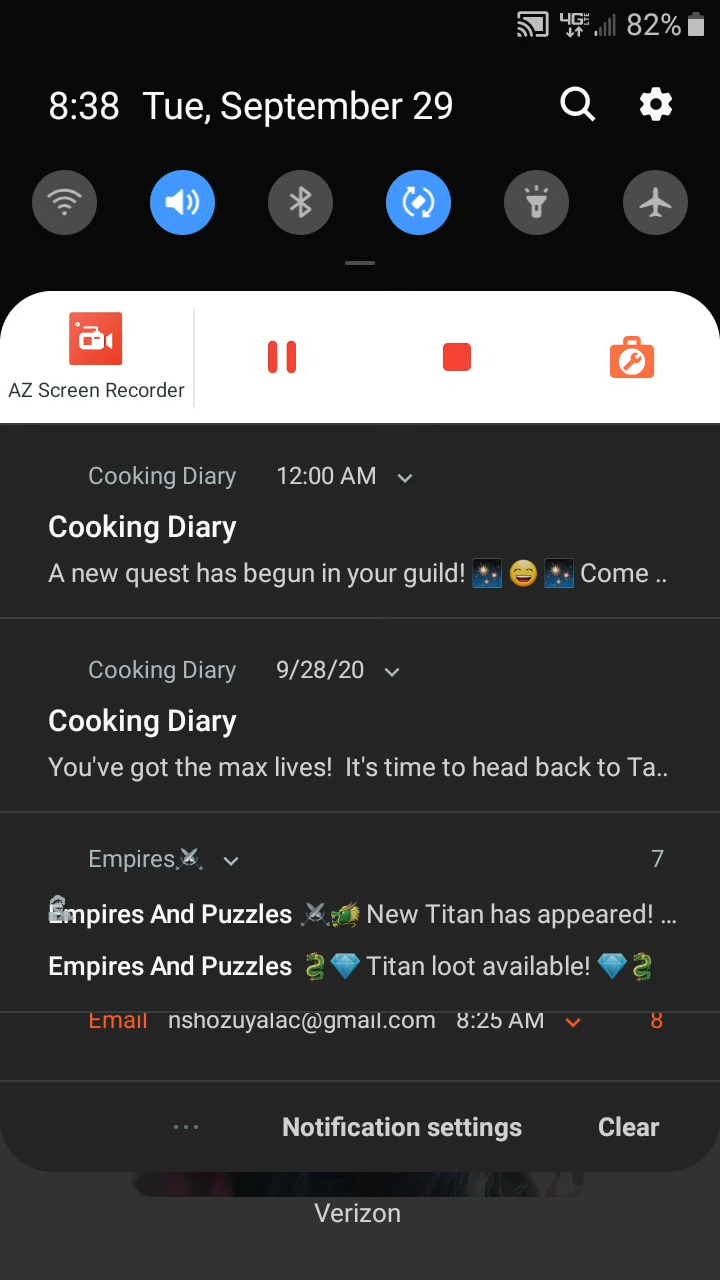 4G LTE 82%
8:38 Tue, September 29
AZ Screen Recorder
Cooking Diary 12:00 AM
Cooking Diary
A new quest has begun in your guild! 🎇 😄 🎇 Come ..
Cooking Diary 9/28/20
Cooking Diary
You've got the max lives! It's time to head back to Ta..
Empires⚔ 7
Empires And Puzzles ⚔🐲 New Titan has appeared! ...
Empires And Puzzles 🐉💎 Titan loot available! 💎🐉
Email nshozuyalac@gmail.com 8:25 AM 8
... Notification settings Clear
Verizon